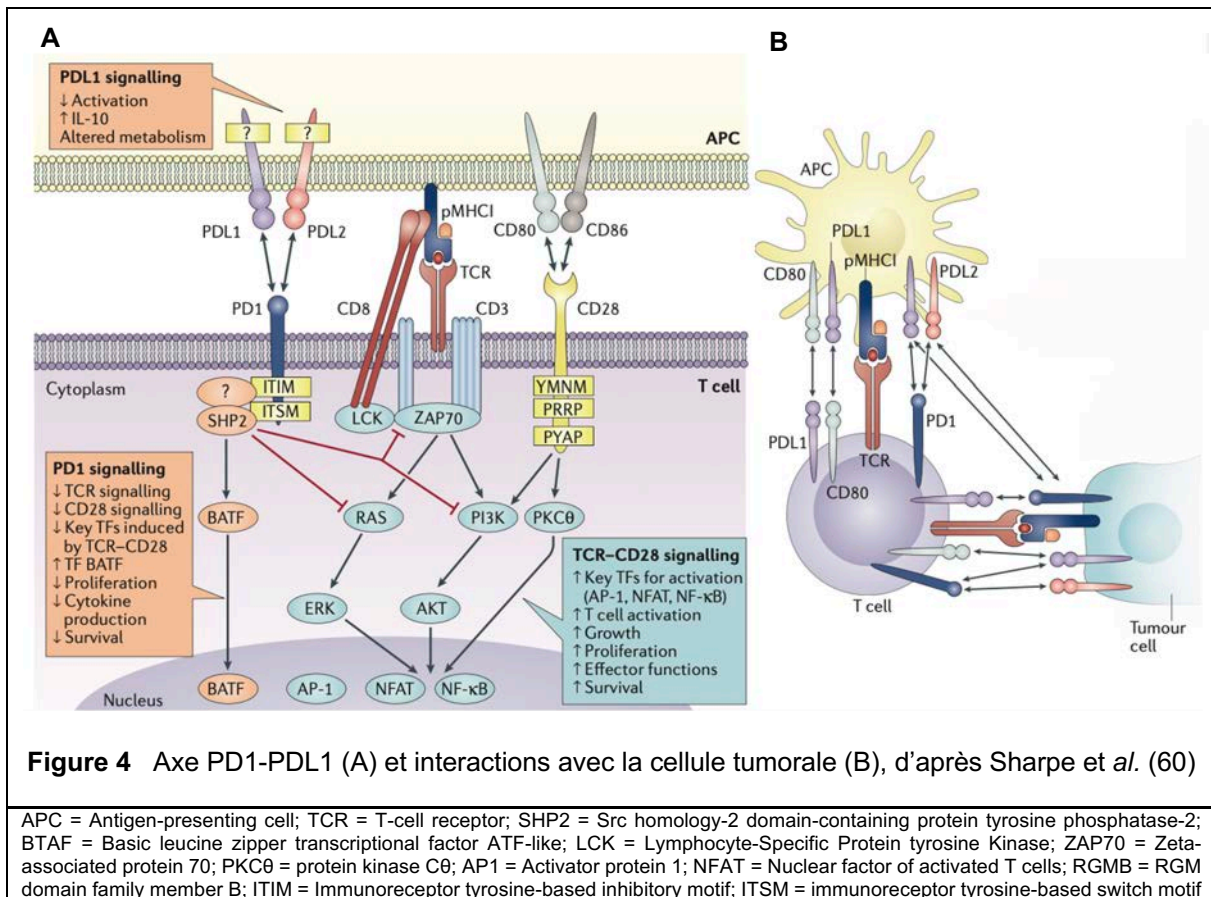 A
B
PDL1 signalling
↓ Activation
↑ IL-10
Altered metabolism
?
?
APC
PDL1
PDL2
pMHCI
CD80
CD86
TCR
PD1
CD8
CD3
CD28
Cytoplasm
T cell
?
ITIM
SHP2
ITSM
LCK
ZAP70
YMNM
PRRP
PYAP
PD1 signalling
↓ TCR signalling
↓ CD28 signalling
↓ Key TFs induced
by TCR–CD28
↑ TF BATF
↓ Proliferation
↓ Cytokine
production
↓ Survival
BATF
RAS
PI3K
PKCθ
TCR–CD28 signalling
↑ Key TFs for activation
(AP-1, NFAT, NF-κB)
↑ T cell activation
↑ Growth
↑ Proliferation
↑ Effector functions
↑ Survival
ERK
AKT
BATF
AP-1
NFAT
NF-κB
Nucleus
APC
PDL1
CD80
pMHCI
PDL2
PDL1
CD80
TCR
PD1
T cell
Tumour
cell
Figure 4 Axe PD1-PDL1 (A) et interactions avec la cellule tumorale (B), d'après Sharpe et al. (60)
APC = Antigen-presenting cell; TCR = T-cell receptor; SHP2 = Src homology-2 domain-containing protein tyrosine phosphatase-2;
BTAF = Basic leucine zipper transcriptional factor ATF-like; LCK = Lymphocyte-Specific Protein tyrosine Kinase; ZAP70 = Zeta-
associated protein 70; PKCθ = protein kinase Cθ; AP1 = Activator protein 1; NFAT = Nuclear factor of activated T cells; RGMB = RGM
domain family member B; ITIM = Immunoreceptor tyrosine-based inhibitory motif; ITSM = immunoreceptor tyrosine-based switch motif